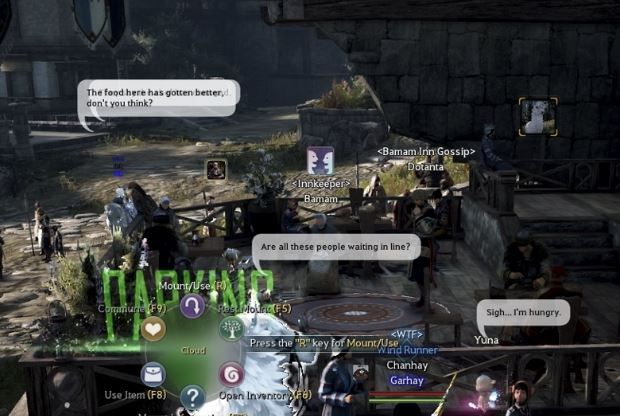 The food here has gotten better,
don't you think?
<Bamam Inn Gossip>
Dotanta
<Innkeeper>
Bamam
Are all these people waiting in line?
Mount/Use (R)
Commune (F9)
Rest Mount (F5)
Cloud
Press the "R" key for Mount/Use
Sigh... I'm hungry.
Yuna
<WTF>
Wind Runner
Chanhay
Garhay
Use Item (F8)
Open Inventory (F6)